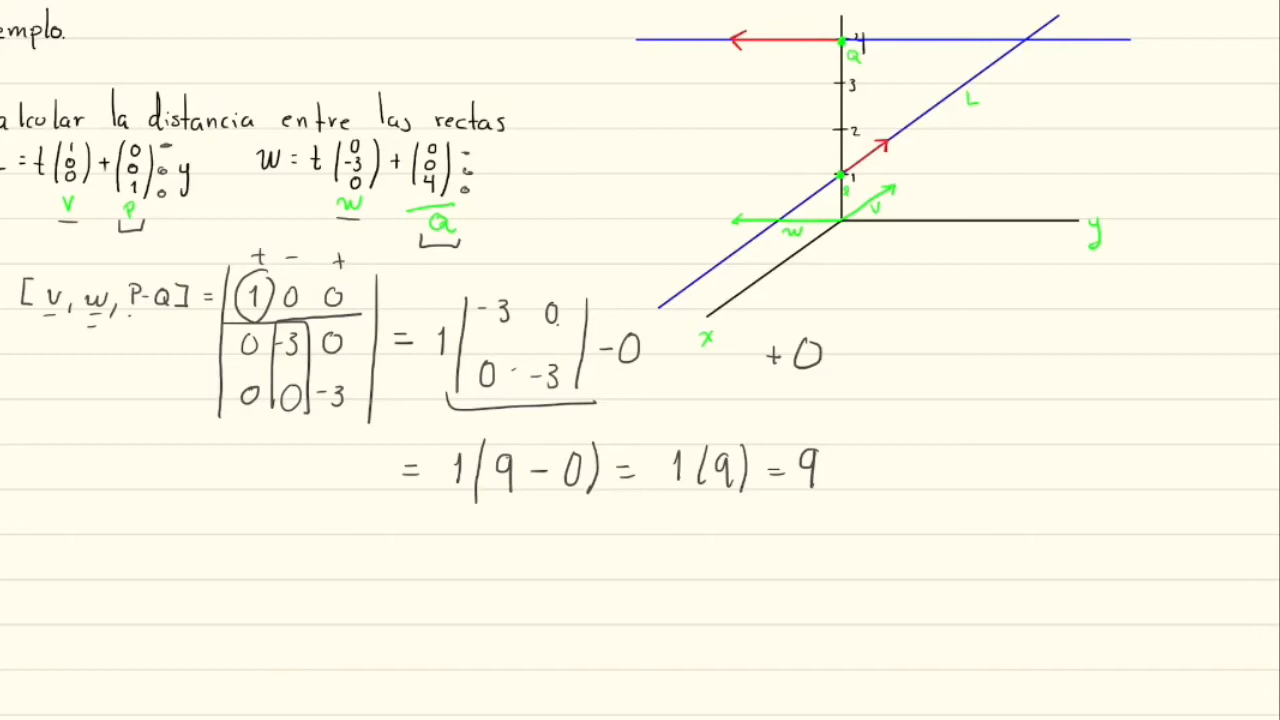 emplo.
alcular la distancia entre las rectas
= t (1 0 0) + (0 0 1) y W = t (0 -3 0) + (0 0 4)
V P W Q
+ - +
[V, W, P-Q] = | 1 0 0 | = 1 | -3 0 | -0 +0
| 0 -3 0 | | 0 -3 |
| 0 0 -3 |
= 1(9 - 0) = 1(9) = 9
4
Q
3
L
2
1
V
W
y
x